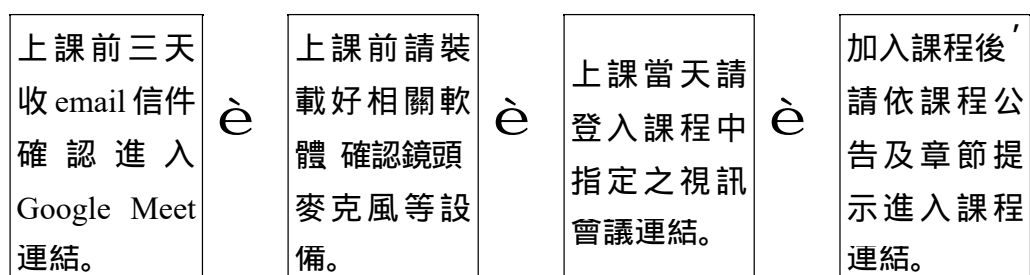 上課前三天
收 email 信件
確認進入
Google Meet
連結。
è
上課前請裝
載好相關軟
體 確認鏡頭
麥克風等設
備。
è
上課當天請
登入課程中
指定之視訊
會議連結。
è
加入課程後，
請依課程公
告及章節提
示進入課程
連結。